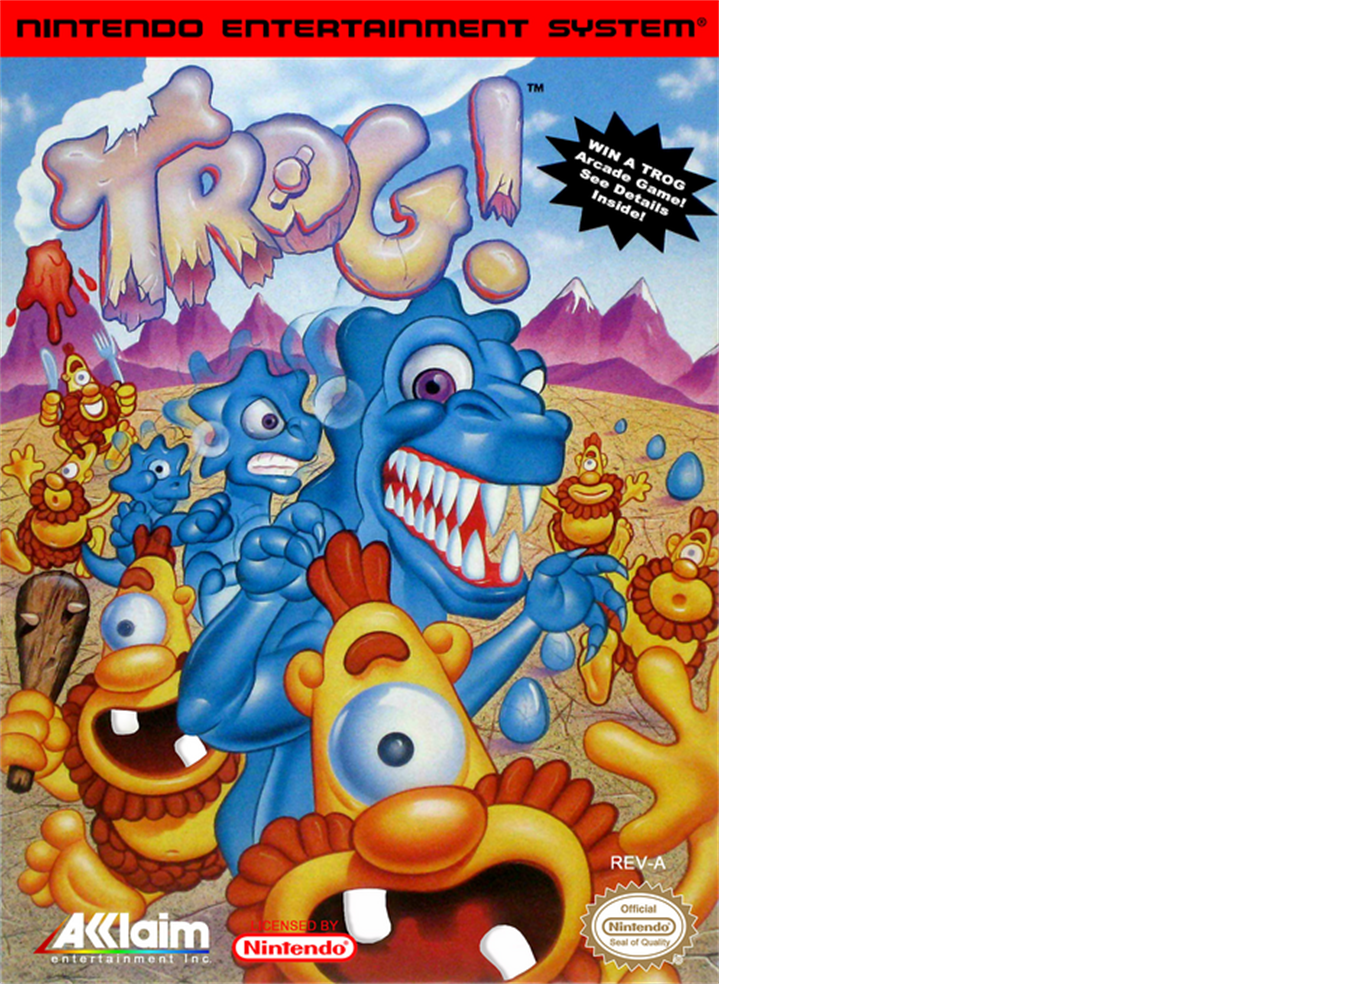 NINTENDO ENTERTAINMENT SYSTEM®
TROG!™
WIN A TROG
Arcade Game!
See Details
Inside!
REV-A
Official
Nintendo
Seal of Quality
®
LICENSED BY
Nintendo®
AKKlaim
entertainment Inc.